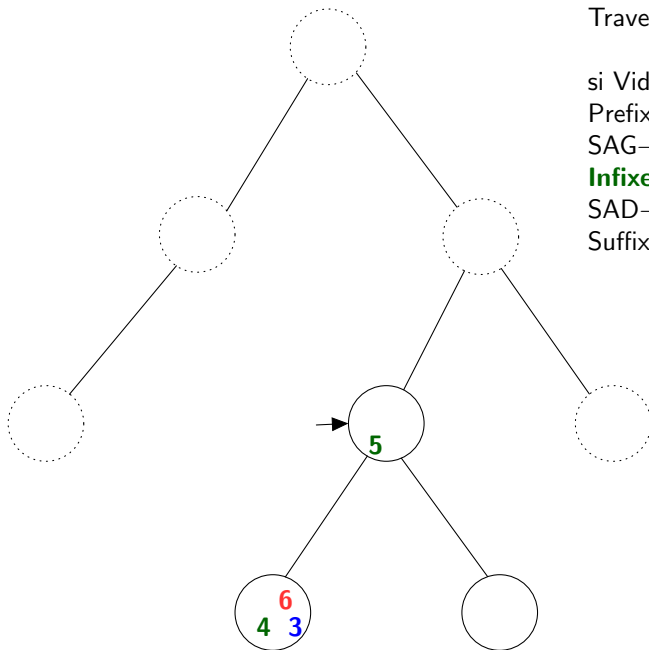 Trave
si Vid
Prefix
SAG–
Infixe
SAD–
Suffix
5
6
4 3